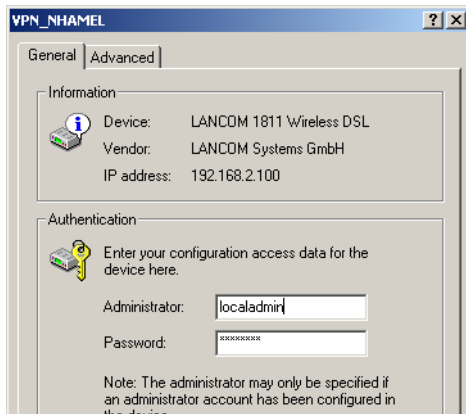 VPN_NHAMEL
General Advanced
Information
Device: LANCOM 1811 Wireless DSL
Vendor: LANCOM Systems GmbH
IP address: 192.168.2.100
Authentication
Enter your configuration access data for the
device here.
Administrator: localadmin
Password: ********
Note: The administrator may only be specified if
an administrator account has been configured in
the device.